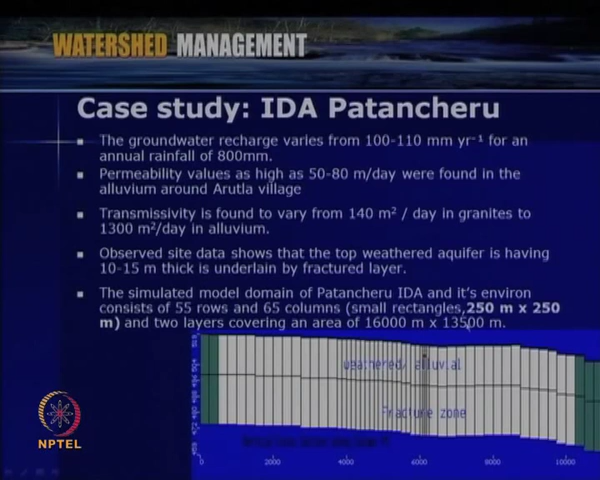 WATERSHED MANAGEMENT
Case study: IDA Patancheru
The groundwater recharge varies from 100-110 mm yr⁻¹ for an
annual rainfall of 800mm.
Permeability values as high as 50-80 m/day were found in the
alluvium around Arutla village
Transmissivity is found to vary from 140 m² / day in granites to
1300 m²/day in alluvium.
Observed site data shows that the top weathered aquifer is having
10-15 m thick is underlain by fractured layer.
The simulated model domain of Patancheru IDA and it's environ
consists of 55 rows and 65 columns (small rectangles,250 m x 250
m) and two layers covering an area of 16000 m x 13500 m.
weathered/ alluvial
Fracture zone
0 2000 4000 6000 8000 10000
NPTEL